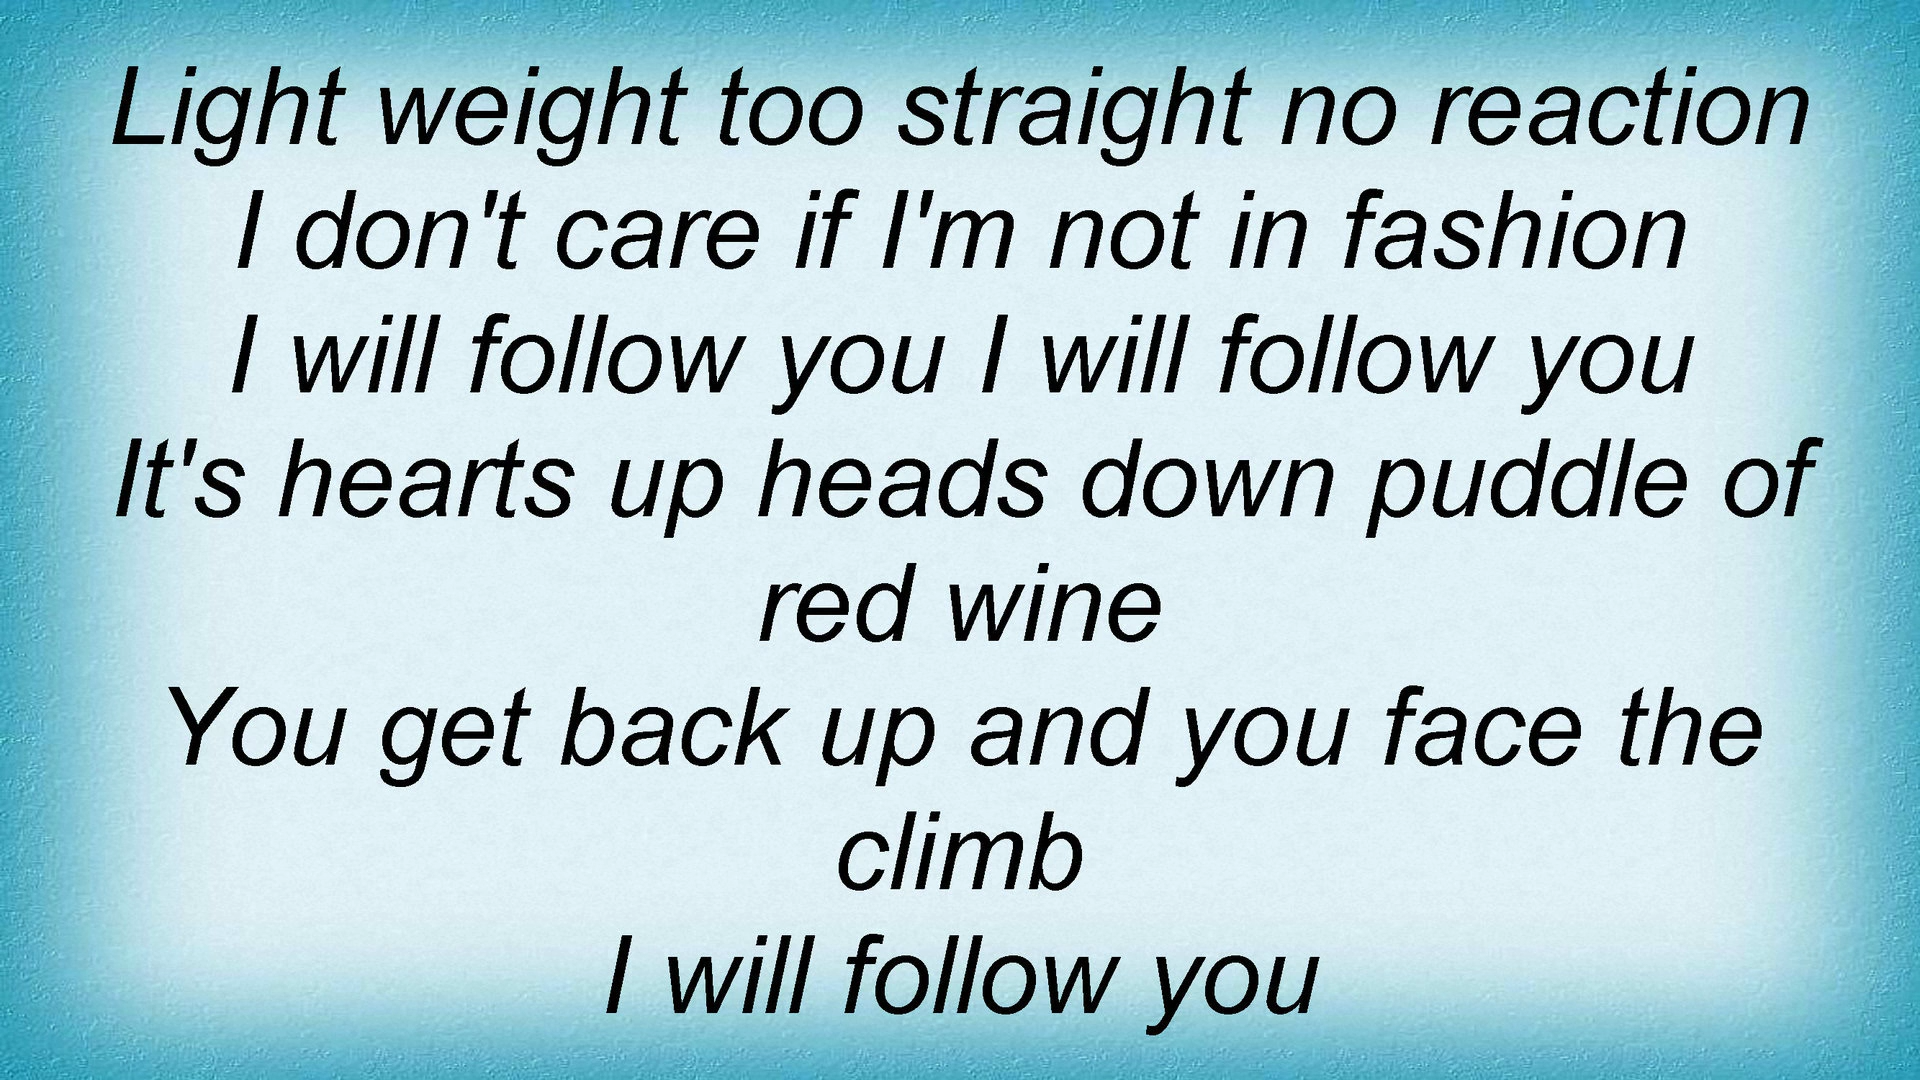 Light weight too straight no reaction
I don't care if I'm not in fashion
I will follow you I will follow you
It's hearts up heads down puddle of
red wine
You get back up and you face the
climb
I will follow you